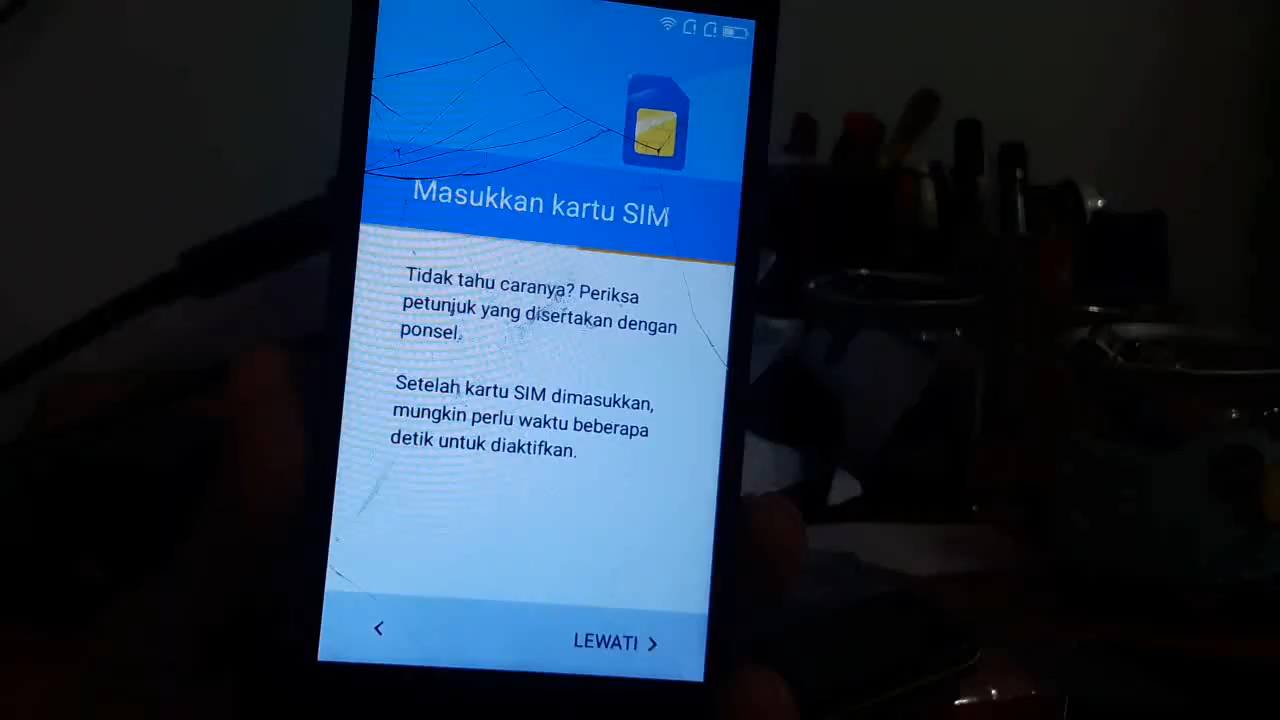 Masukkan kartu SIM
Tidak tahu caranya? Periksa
petunjuk yang disertakan dengan
ponsel.
Setelah kartu SIM dimasukkan,
mungkin perlu waktu beberapa
detik untuk diaktifkan.
LEWATI